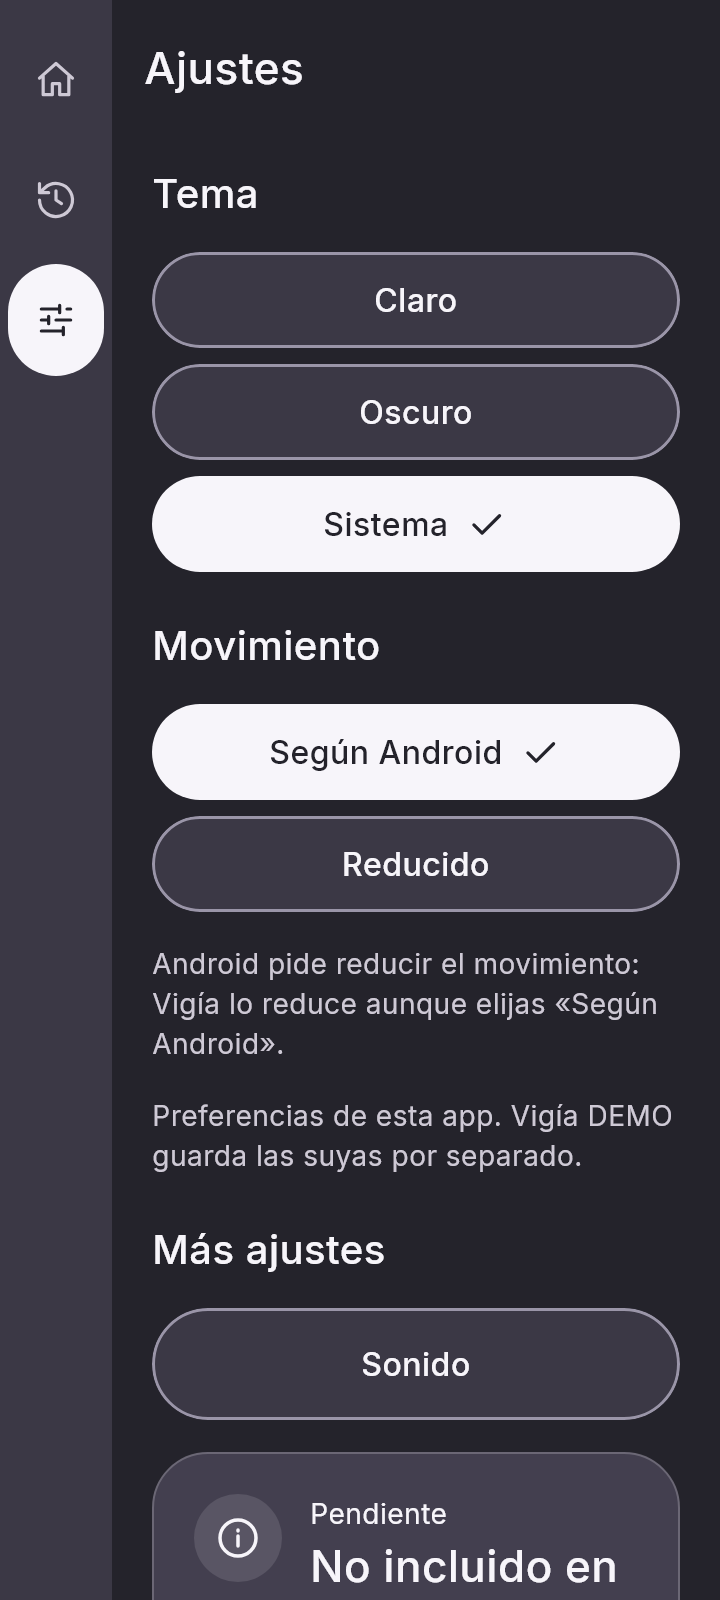 Ajustes
Tema
Claro
Oscuro
Sistema
Movimiento
Según Android
Reducido
Android pide reducir el movimiento:
Vigía lo reduce aunque elijas «Según
Android».
Preferencias de esta app. Vigía DEMO
guarda las suyas por separado.
Más ajustes
Sonido
Pendiente
No incluido en